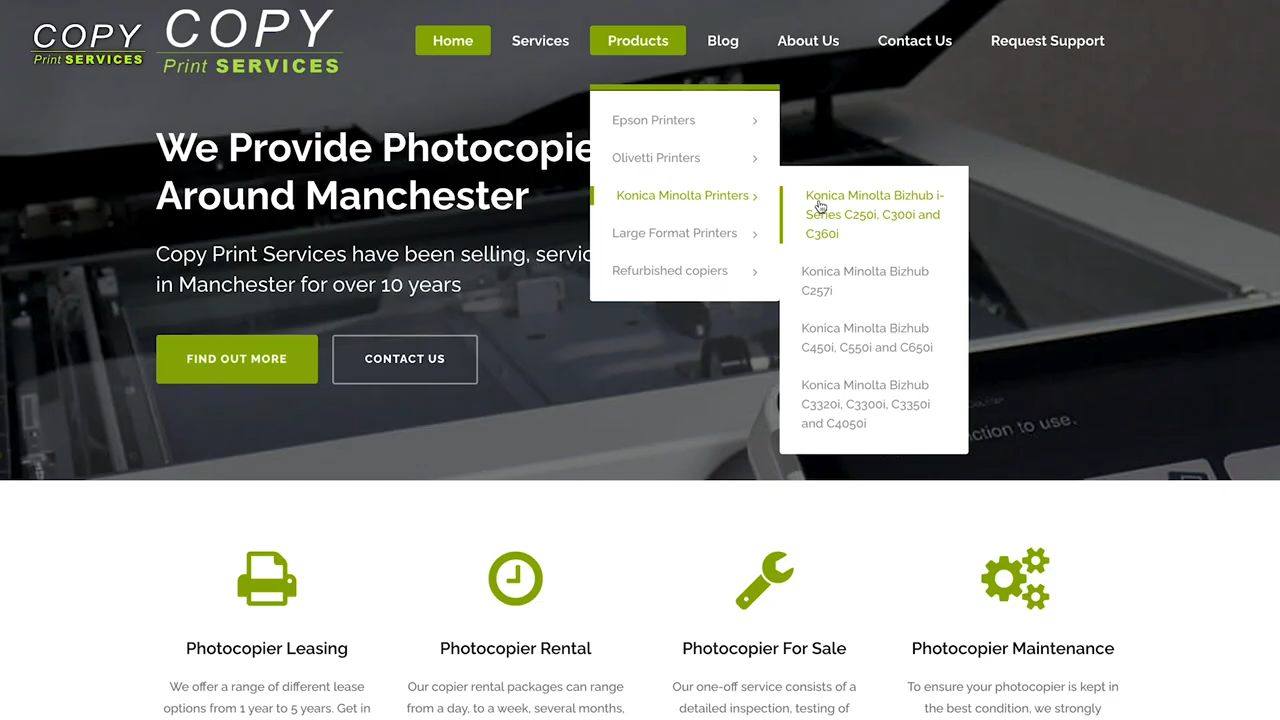 COPY
Print SERVICES
COPY
Print SERVICES
Home
Services
Products
Blog
About Us
Contact Us
Request Support
We Provide Photocopie
Around Manchester
Copy Print Services have been selling, servic
in Manchester for over 10 years
FIND OUT MORE
CONTACT US
Epson Printers
Olivetti Printers
Konica Minolta Printers
Large Format Printers
Refurbished copiers
Konica Minolta Bizhub i-
Series C250i, C300i and
C360i
Konica Minolta Bizhub
C257i
Konica Minolta Bizhub
C450i, C550i and C650i
Konica Minolta Bizhub
C3320i, C3300i, C3350i
and C4050i
ction to use.
Photocopier Leasing
We offer a range of different lease
options from 1 year to 5 years. Get in
Photocopier Rental
Our copier rental packages can range
from a day, to a week, several months,
Photocopier For Sale
Our one-off service consists of a
detailed inspection, testing of
Photocopier Maintenance
To ensure your photocopier is kept in
the best condition, we strongly